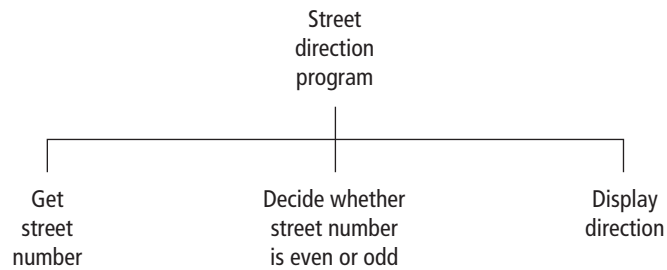 Street
direction
program
Get
street
number
Decide whether
street number
is even or odd
Display
direction